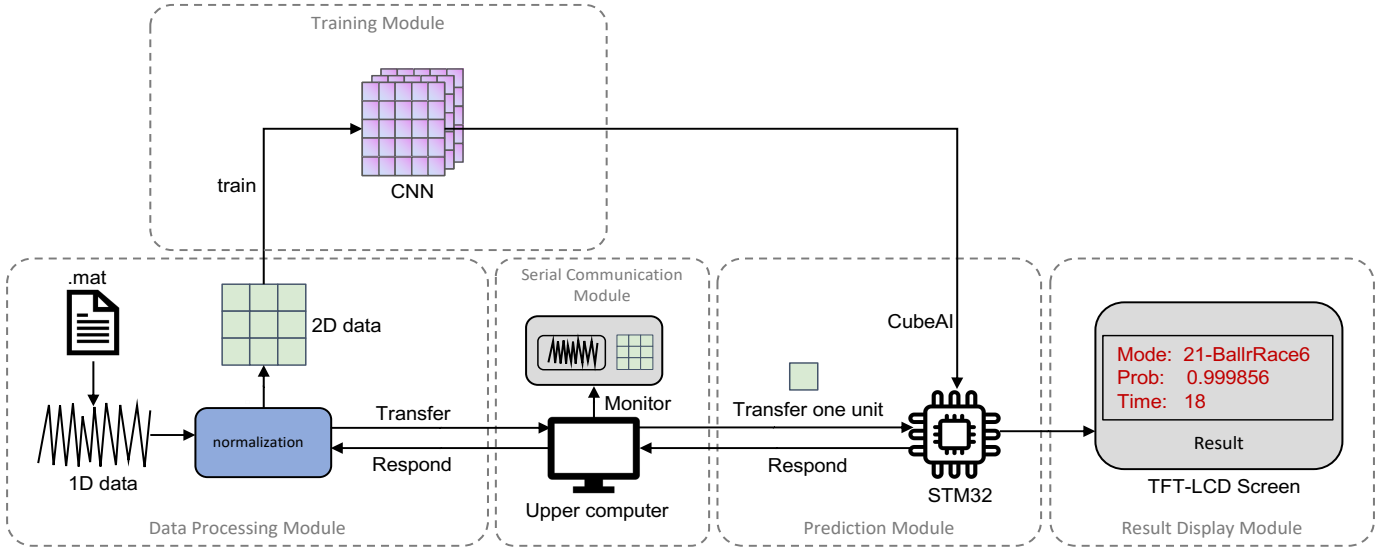 Training Module
train
CNN
.mat
2D data
normalization
1D data
Data Processing Module
Transfer
Respond
Serial Communication
Module
Monitor
Upper computer
Transfer one unit
Respond
CubeAI
STM32
Prediction Module
Mode: 21-BallrRace6
Prob: 0.999856
Time: 18
Result
TFT-LCD Screen
Result Display Module